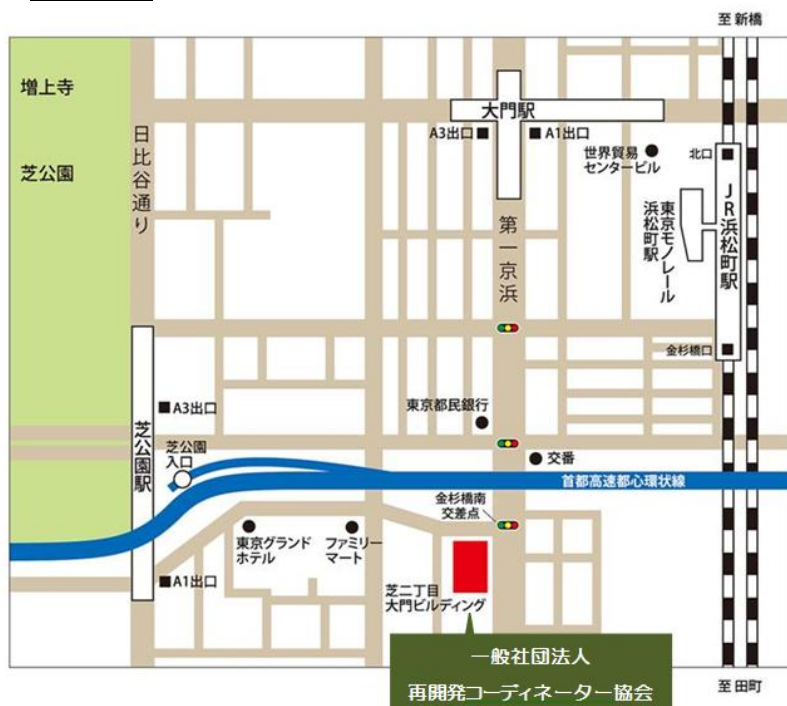 至 新橋
増上寺
芝公園
日比谷通り
大門駅
A3出口
A1出口
世界貿易
センタービル
北口
JR浜松町駅
東京モノレール
浜松町駅
第一京浜
金杉橋口
A3出口
東京都民銀行
芝公園
入口
芝公園駅
交番
首都高速都心環状線
金杉橋南
交差点
東京グランド
ホテル
ファミリー
マート
A1出口
芝二丁目
大門ビルディング
一般社団法人
再開発コーディネーター協会
至 田町